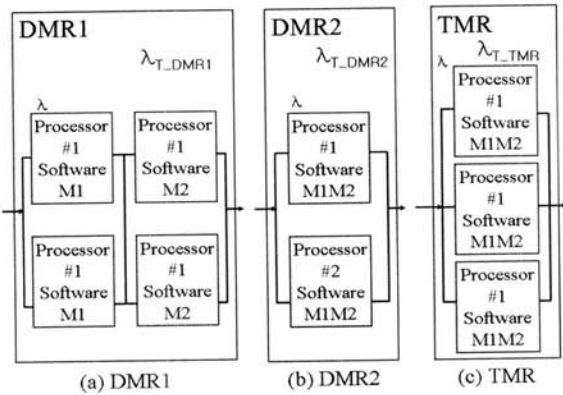 DMR1
λT_DMR1
λ
Processor
#1
Software
M1
Processor
#1
Software
M2
Processor
#1
Software
M1
Processor
#1
Software
M2
(a) DMR1
DMR2
λT_DMR2
λ
Processor
#1
Software
M1M2
Processor
#2
Software
M1M2
(b) DMR2
TMR
λT_TMR
λ
Processor
#1
Software
M1M2
Processor
#1
Software
M1M2
Processor
#1
Software
M1M2
(c) TMR